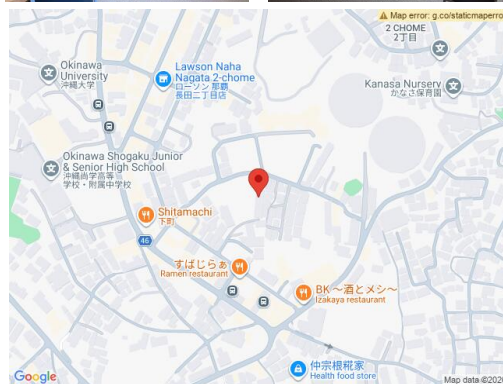 Map error: g.co/staticmaperro
2 CHOME
2丁目
Okinawa
University
沖縄大学
Lawson Naha
Nagata 2-chome
ローソン 那覇
長田二丁目店
Kanasa Nursery
かなさ保育園
Okinawa Shogaku Junior
& Senior High School
沖縄尚学高等
学校・附属中学校
Shitamachi
下町
46
すばじらぁ
Ramen restaurant
BK ～酒とメシ～
Izakaya restaurant
仲宗根糀家
Health food store
Google
Map data ©2025